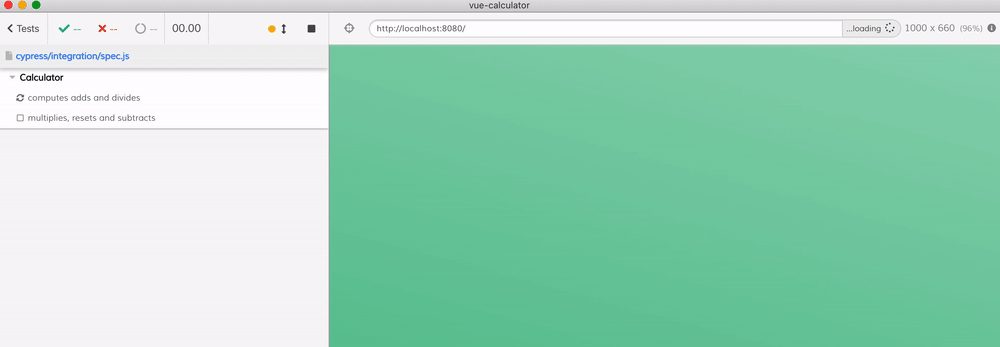 vue-calculator
Tests -- -- -- 00.00 http://localhost:8080/ ...loading 1000 x 660 (96%)
cypress/integration/spec.js
Calculator
computes adds and divides
multiplies, resets and subtracts